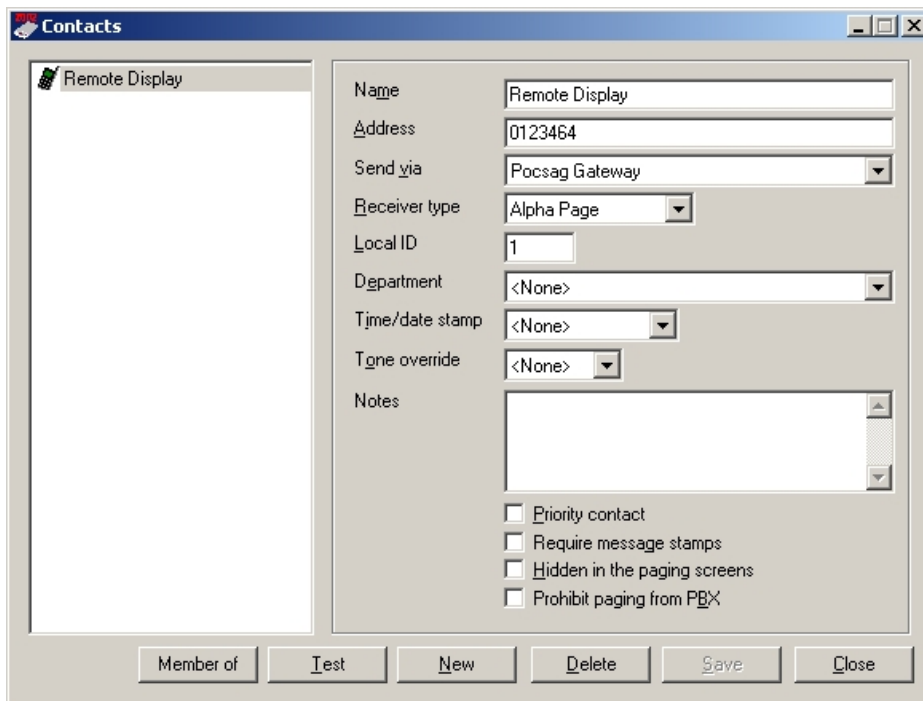 Contacts
Remote Display
Name Remote Display
Address 0123464
Send via Pocsag Gateway
Receiver type Alpha Page
Local ID 1
Department <None>
Time/date stamp <None>
Tone override <None>
Notes
Priority contact
Require message stamps
Hidden in the paging screens
Prohibit paging from PBX
Member of Test New Delete Save Close